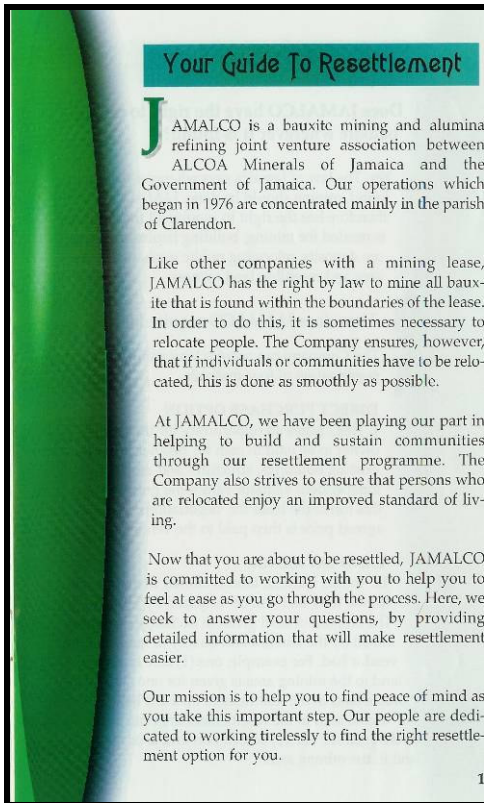 Your Guide To Resettlement
JAMALCO is a bauxite mining and alumina
refining joint venture association between
ALCOA Minerals of Jamaica and the
Government of Jamaica. Our operations which
began in 1976 are concentrated mainly in the parish
of Clarendon.
Like other companies with a mining lease,
JAMALCO has the right by law to mine all baux-
ite that is found within the boundaries of the lease.
In order to do this, it is sometimes necessary to
relocate people. The Company ensures, however,
that if individuals or communities have to be relo-
cated, this is done as smoothly as possible.
At JAMALCO, we have been playing our part in
helping to build and sustain communities
through our resettlement programme. The
Company also strives to ensure that persons who
are relocated enjoy an improved standard of liv-
ing.
Now that you are about to be resettled, JAMALCO
is committed to working with you to help you to
feel at ease as you go through the process. Here, we
seek to answer your questions, by providing
detailed information that will make resettlement
easier.
Our mission is to help you to find peace of mind as
you take this important step. Our people are dedi-
cated to working tirelessly to find the right resettle-
ment option for you.
1